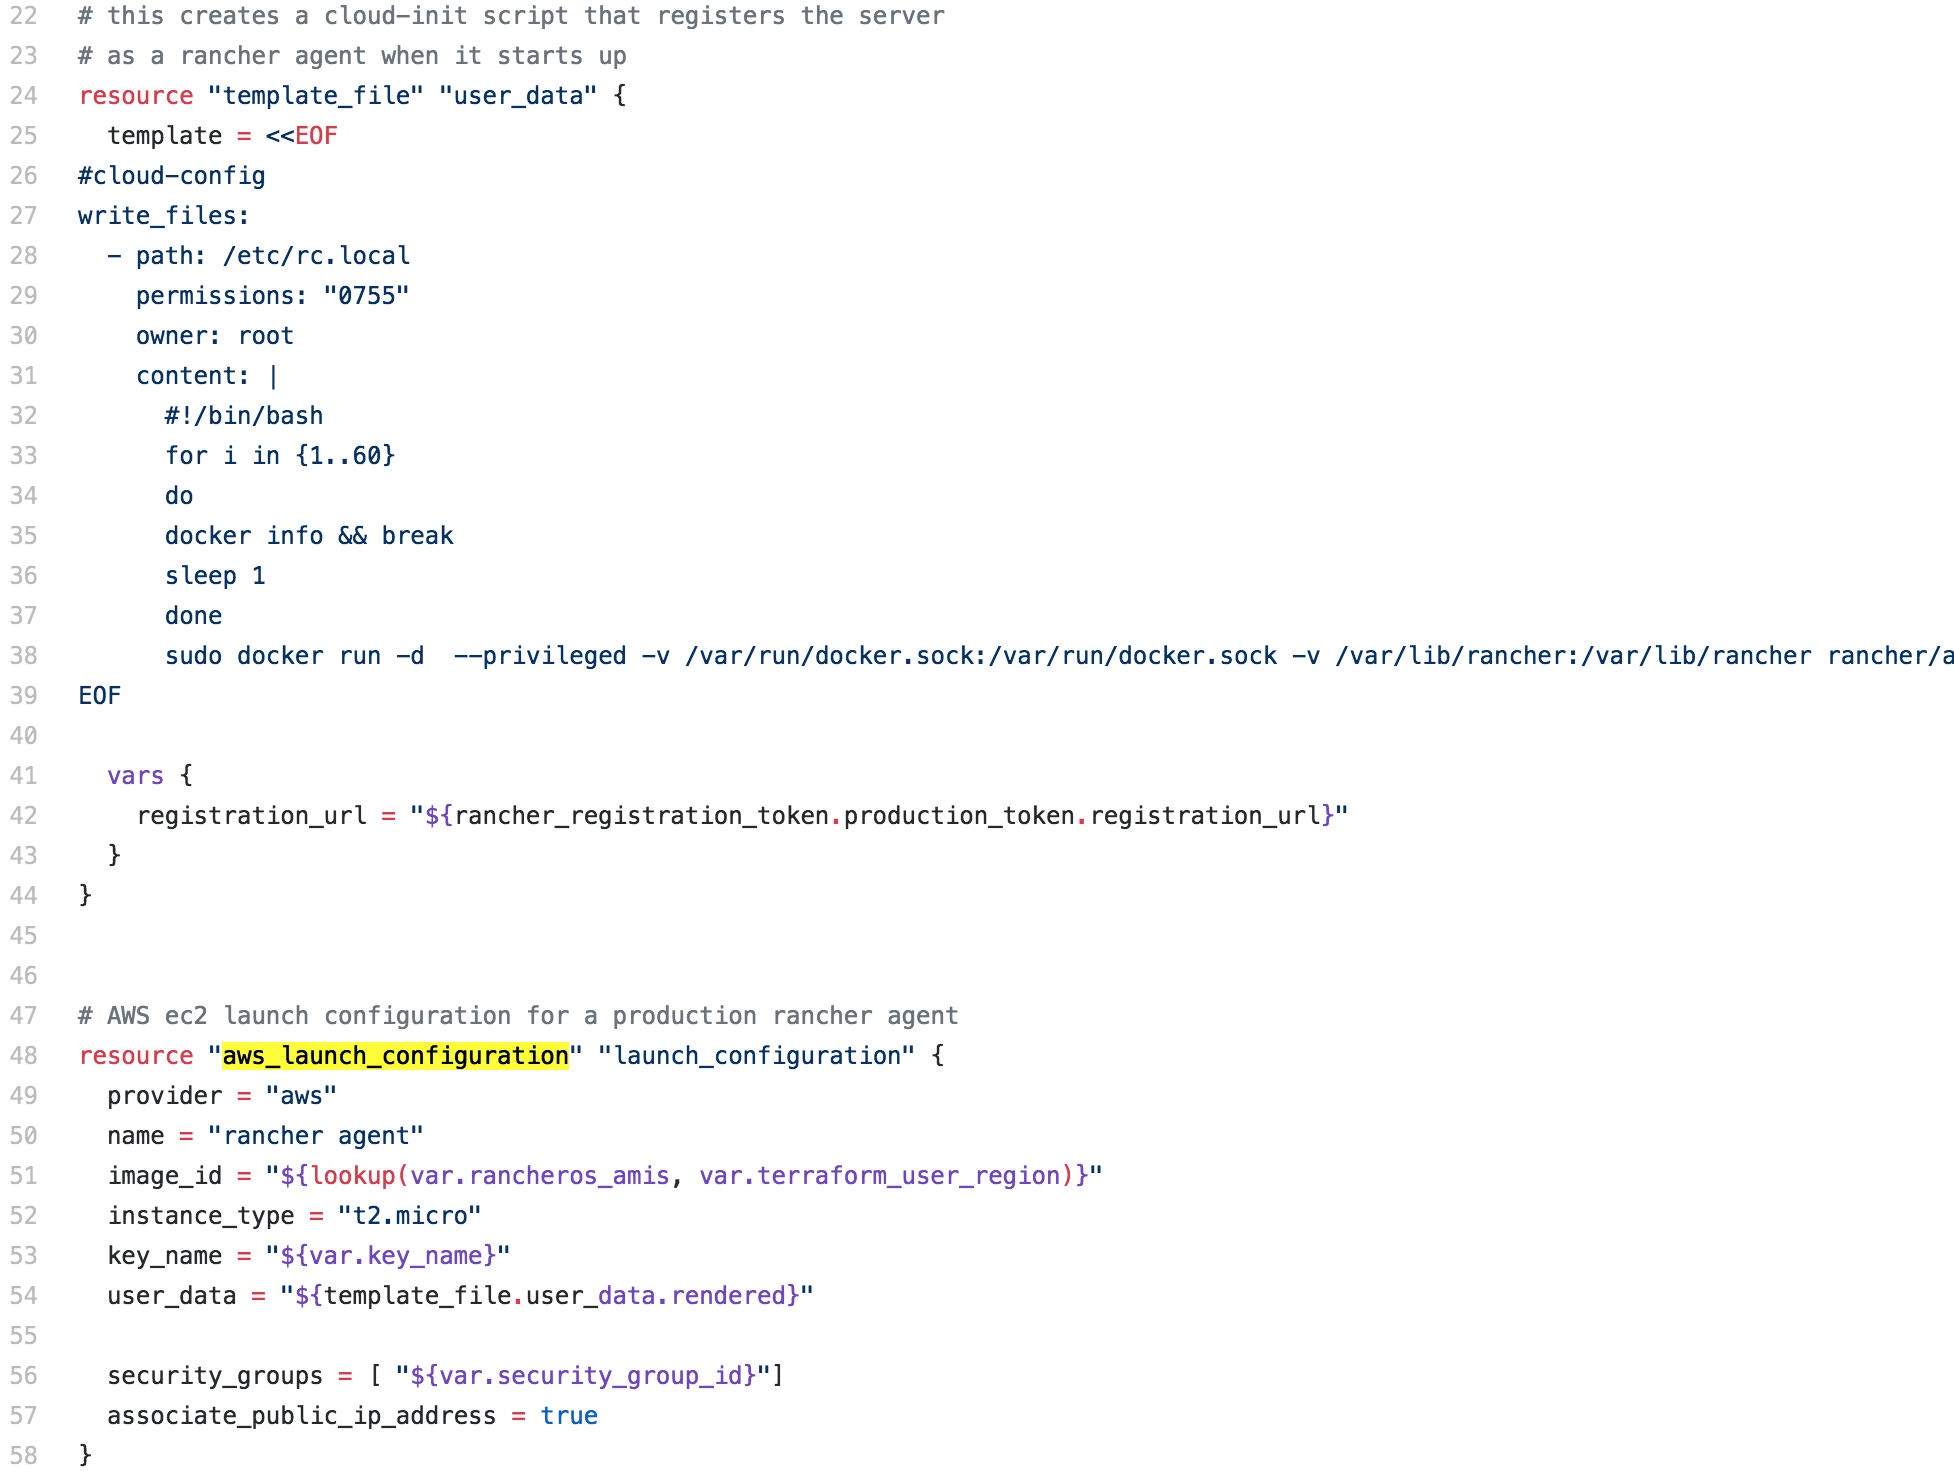 22 # this creates a cloud-init script that registers the server
23 # as a rancher agent when it starts up
24 resource "template_file" "user_data" {
25   template = <<EOF
26 #cloud-config
27 write_files:
28   - path: /etc/rc.local
29     permissions: "0755"
30     owner: root
31     content: |
32       #!/bin/bash
33       for i in {1..60}
34       do
35       docker info && break
36       sleep 1
37       done
38       sudo docker run -d  --privileged -v /var/run/docker.sock:/var/run/docker.sock -v /var/lib/rancher:/var/lib/rancher rancher/a
39 EOF
40
41   vars {
42     registration_url = "${rancher_registration_token.production_token.registration_url}"
43   }
44 }
45
46
47 # AWS ec2 launch configuration for a production rancher agent
48 resource "aws_launch_configuration" "launch_configuration" {
49   provider = "aws"
50   name = "rancher agent"
51   image_id = "${lookup(var.rancheros_amis, var.terraform_user_region)}"
52   instance_type = "t2.micro"
53   key_name = "${var.key_name}"
54   user_data = "${template_file.user_data.rendered}"
55
56   security_groups = [ "${var.security_group_id}"]
57   associate_public_ip_address = true
58 }